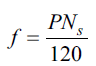 f = PNₛ / 120